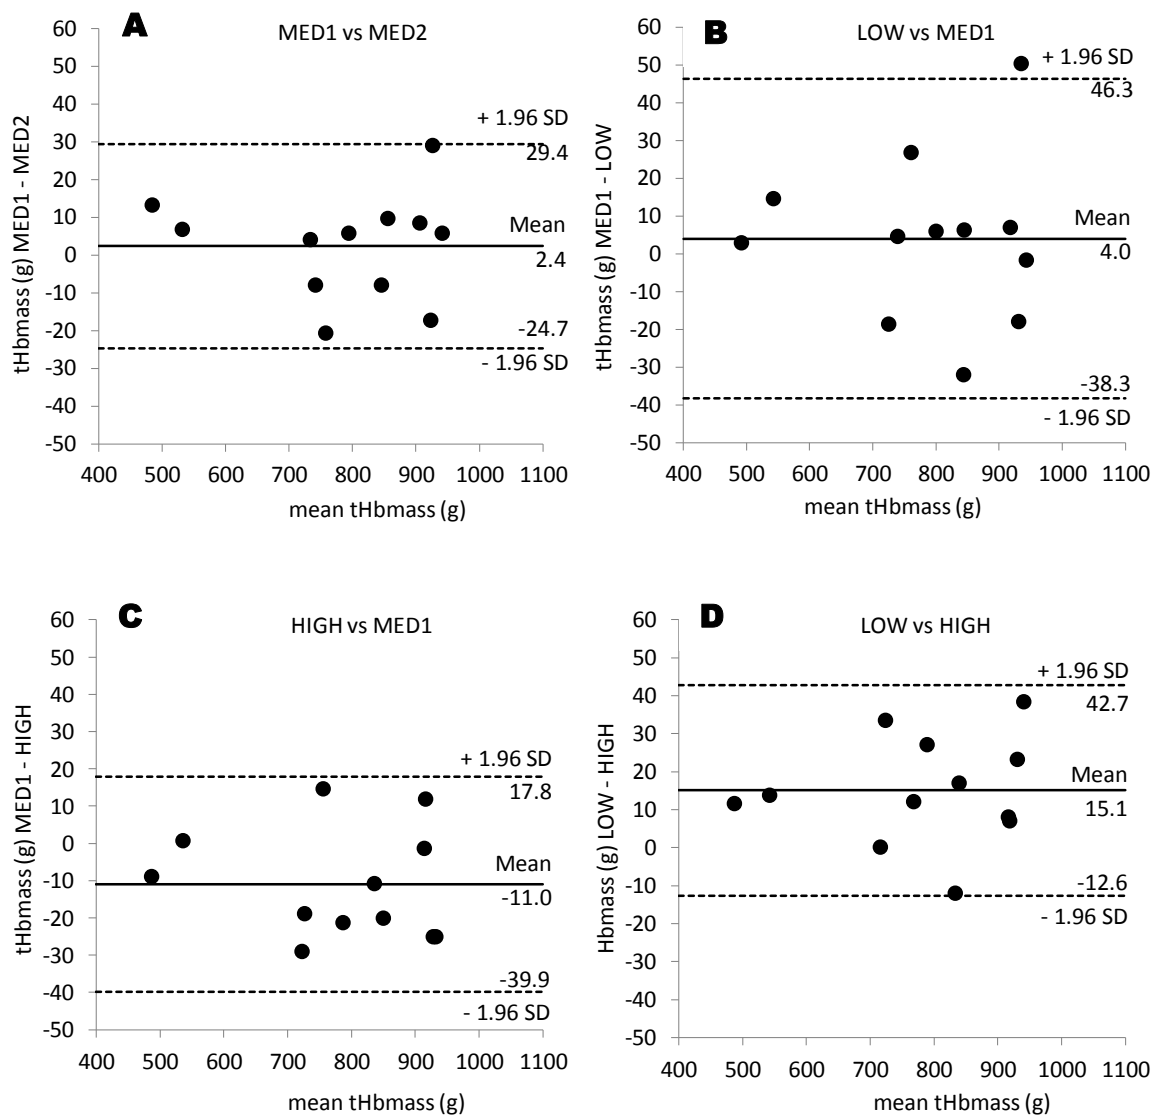 A
MED1 vs MED2
60
50
40
30
20
10
0
-10
-20
-30
-40
-50
tHbmass (g) MED1 - MED2
+ 1.96 SD
29.4
Mean
2.4
-24.7
- 1.96 SD
400 500 600 700 800 900 1000 1100
mean tHbmass (g)
B
LOW vs MED1
60
50
40
30
20
10
0
-10
-20
-30
-40
-50
tHbmass (g) MED1 - LOW
+ 1.96 SD
46.3
Mean
4.0
-38.3
- 1.96 SD
400 500 600 700 800 900 1000 1100
mean tHbmass (g)
C
HIGH vs MED1
60
50
40
30
20
10
0
-10
-20
-30
-40
-50
tHbmass (g) MED1 - HIGH
+ 1.96 SD
17.8
Mean
-11.0
-39.9
- 1.96 SD
400 500 600 700 800 900 1000 1100
mean tHbmass (g)
D
LOW vs HIGH
60
50
40
30
20
10
0
-10
-20
-30
-40
-50
Hbmass (g) LOW - HIGH
+ 1.96 SD
42.7
Mean
15.1
-12.6
- 1.96 SD
400 500 600 700 800 900 1000 1100
mean tHbmass (g)